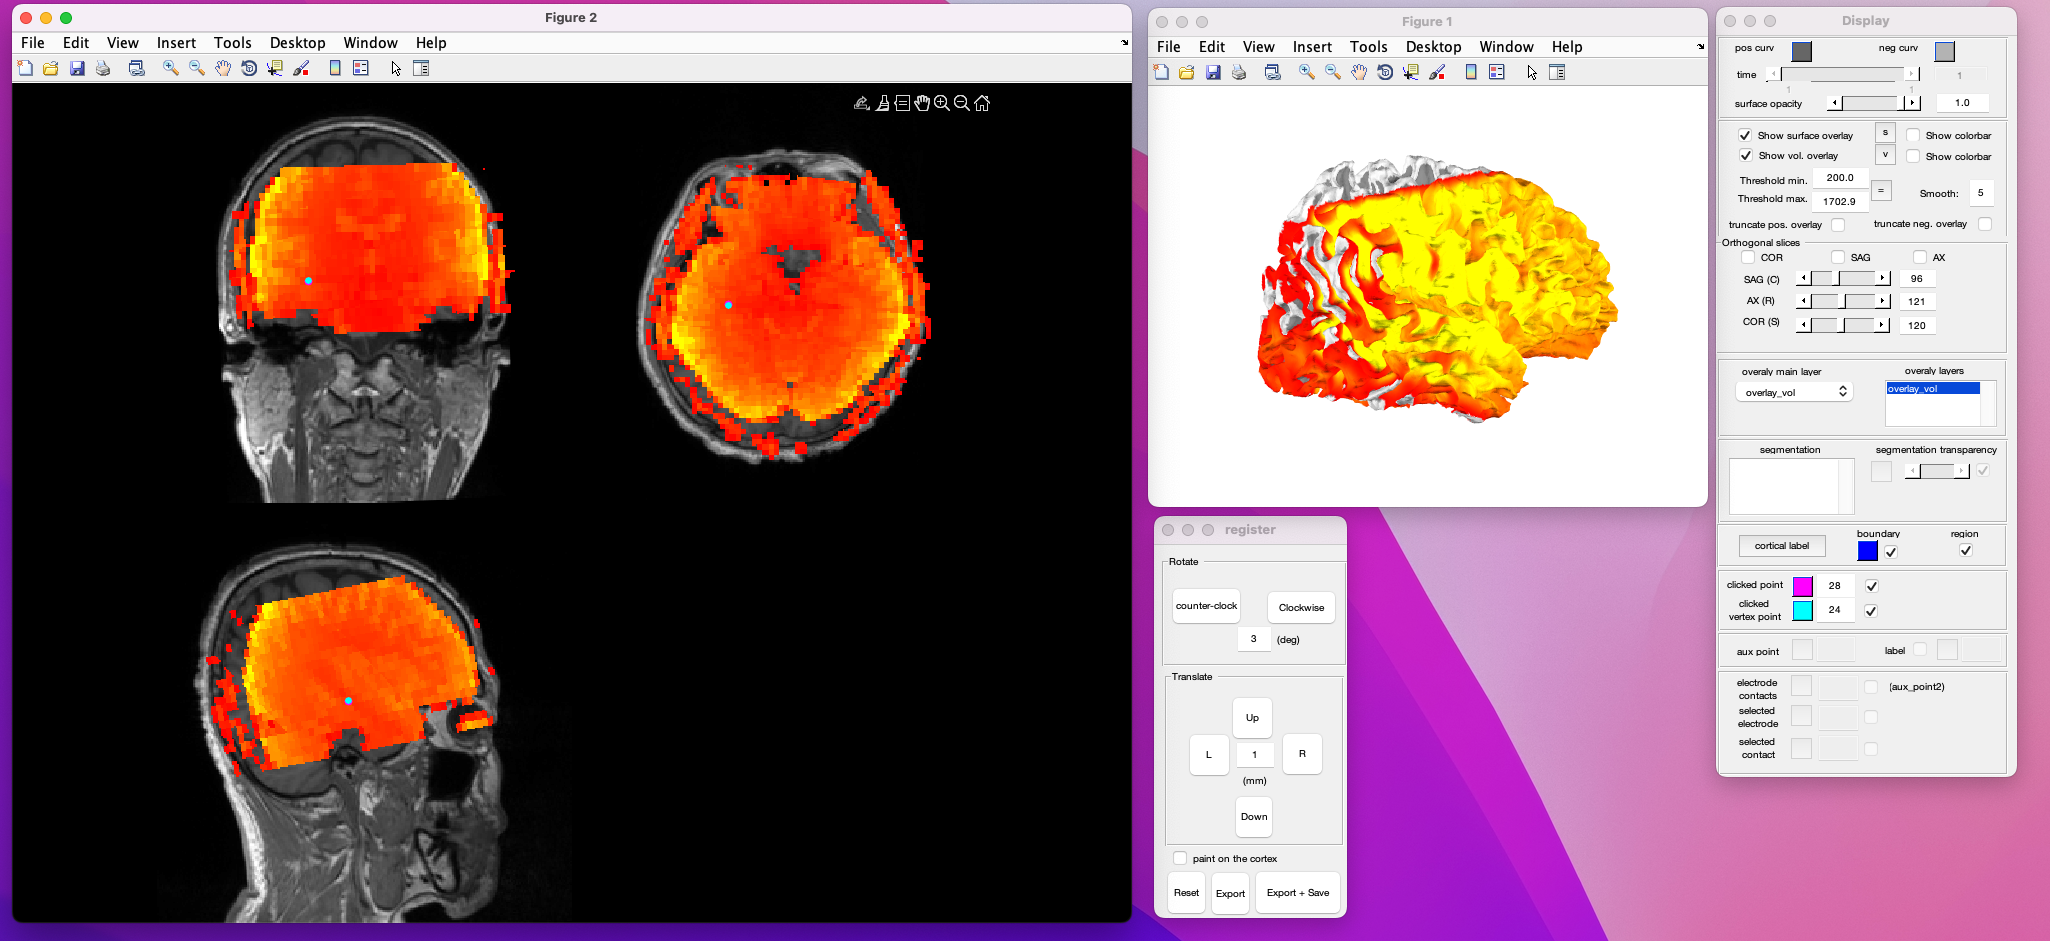 Figure 2
File Edit View Insert Tools Desktop Window Help
Figure 1
File Edit View Insert Tools Desktop Window Help
register
Rotate
counter-clock
Clockwise
3
(deg)
Translate
Up
L
1
R
(mm)
Down
paint on the cortex
Reset
Export
Export + Save
Display
pos curv
neg curv
time
1
1
1
surface opacity
1.0
Show surface overlay
s
Show colorbar
Show vol. overlay
v
Show colorbar
Threshold min.
200.0
Threshold max.
1702.9
=
Smooth:
5
truncate pos. overlay
truncate neg. overlay
Orthogonal slices
COR
SAG
AX
SAG (C)
96
AX (R)
121
COR (S)
120
overaly main layer
overaly layers
overlay_vol
overlay_vol
segmentation
segmentation transparency
cortical label
boundary
region
clicked point
28
clicked
vertex point
24
aux point
label
electrode
contacts
(aux_point2)
selected
electrode
selected
contact